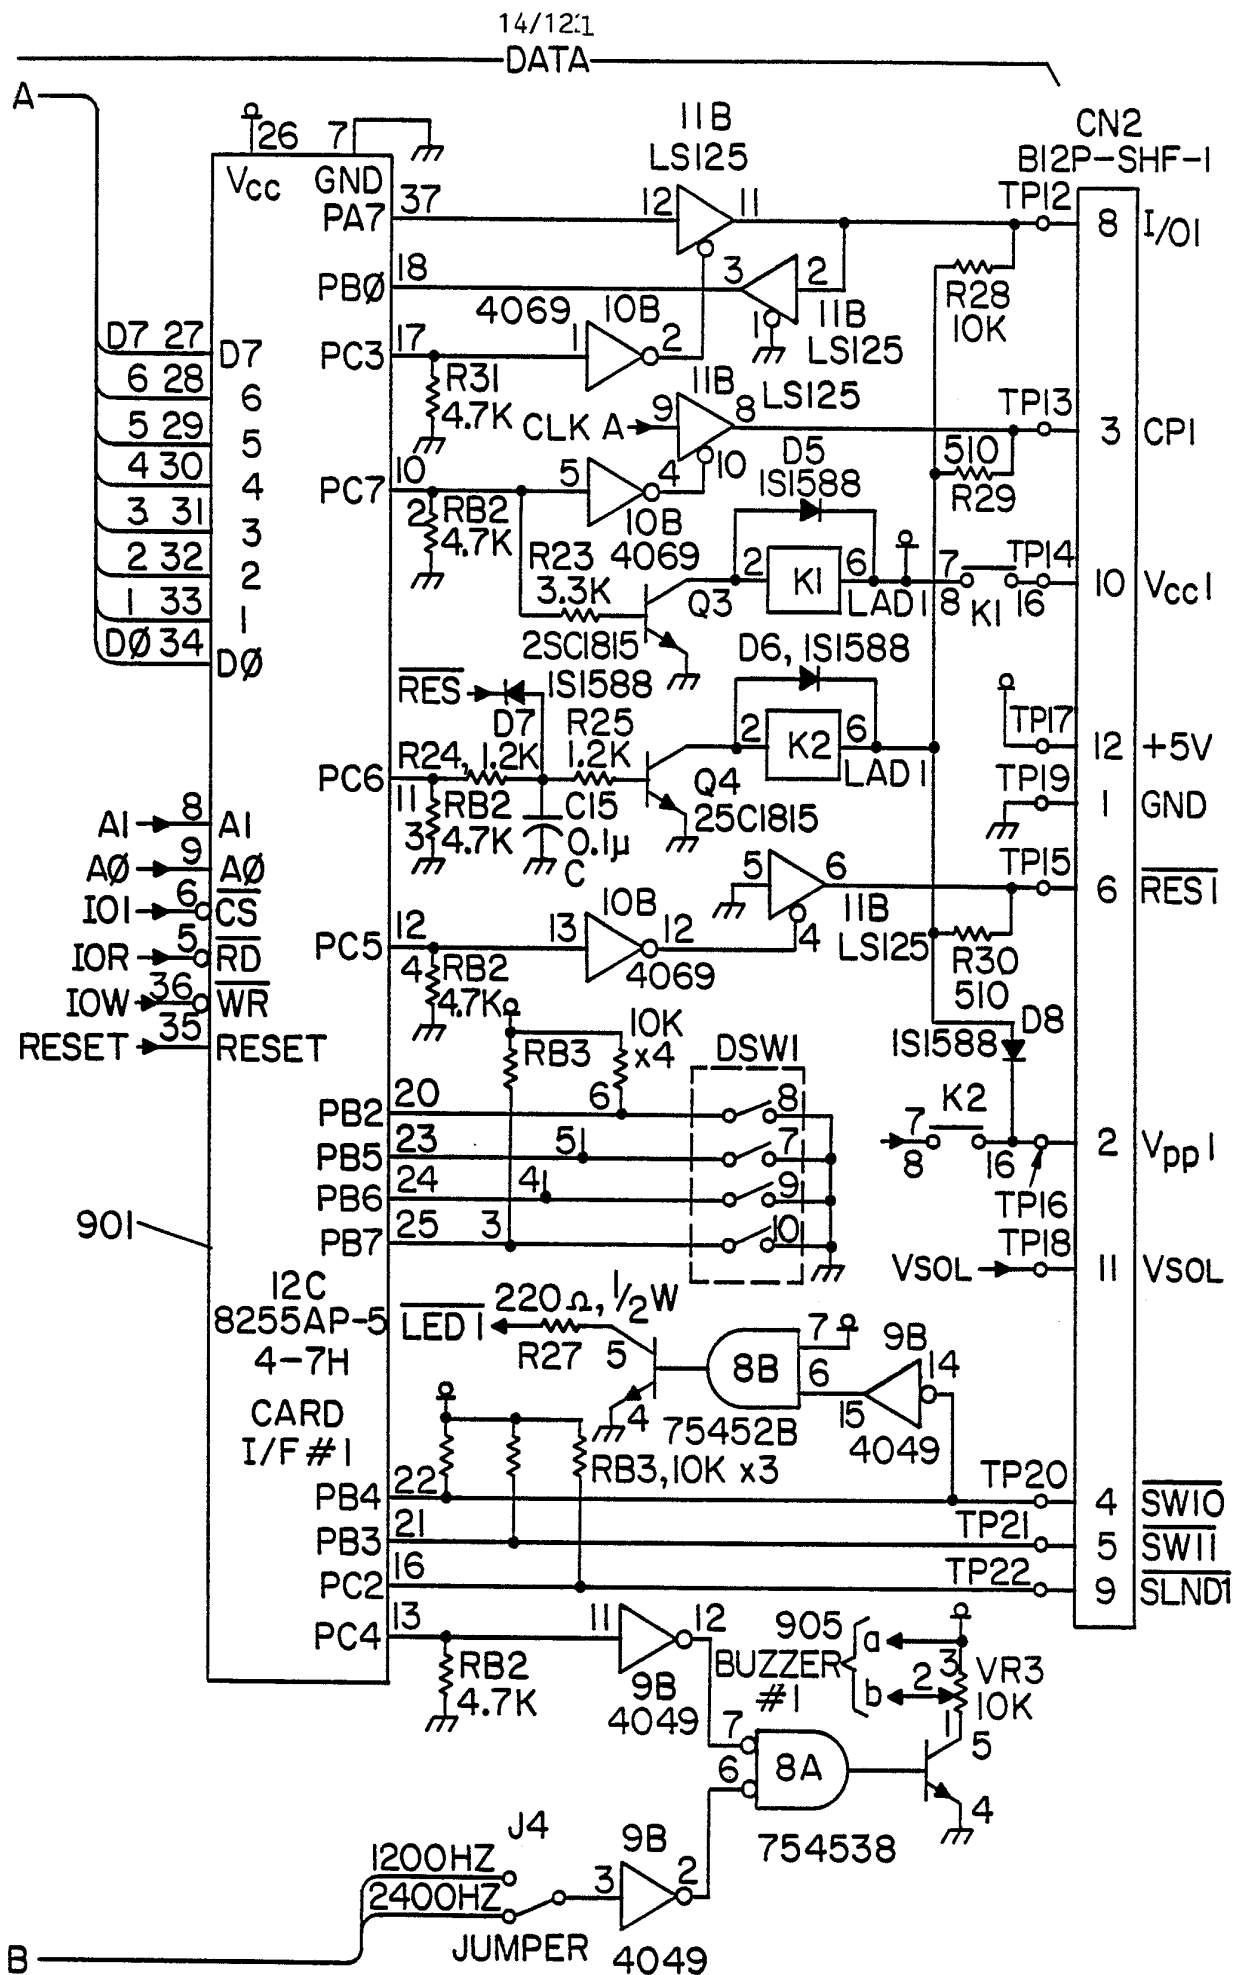 14/121
DATA
A
11B
LS125
CN2
B12P-SHF-1
26
7
VCC
GND
PA7
37
12
11
TP12
8
I/O1
PBØ
18
3
2
R28
10K
4069
10B
1
11B
LS125
D7 27
D7
PC3
17
1
2
6 28
6
R31
4.7K
11B
LS125
5 29
5
CLK A
9
8
TP13
3
CP1
4 30
4
PC7
10
5
4
10
D5
1S1588
510
R29
3 31
3
2
RB2
4.7K
10B
4069
2 32
2
R23
3.3K
2
K1
6
7
8
K1
TP14
16
10
VCC1
1 33
1
Q3
LAD1
DØ 34
DØ
2SC1815
D6, 1S1588
RES
1S1588
D7
R25
1.2K
2
K2
6
TP17
12
+5V
R24, 1.2K
PC6
11
LAD1
TP19
1
GND
3
RB2
4.7K
C15
0.1µ
C
Q4
25C1815
A1
8
A1
AØ
9
AØ
5
6
TP15
6
RES1
IO1
6
CS
10B
4
11B
LS125
IOR
5
RD
PC5
12
13
12
4069
R30
510
IOW
36
WR
4
RB2
4.7K
RESET
35
RESET
RB3
10K
x4
DSW1
D8
1S1588
PB2
20
6
8
K2
7
8
16
2
Vpp1
PB5
23
5
7
TP16
PB6
24
4
9
901
PB7
25
3
10
TP18
VSOL
11
VSOL
12C
8255AP-5
4-7H
LED1
220Ω, 1/2W
R27
5
4
8B
7
6
75452B
9B
14
15
4049
CARD
I/F#1
RB3, 10K x3
PB4
22
TP20
4
SW10
PB3
21
TP21
5
SW11
PC2
16
TP22
9
SLND1
PC4
13
11
12
905
BUZZER
#1
a
b
3
2
1
VR3
10K
RB2
4.7K
9B
4049
7
6
8A
754538
5
4
J4
1200HZ
2400HZ
JUMPER
9B
3
2
4049
B